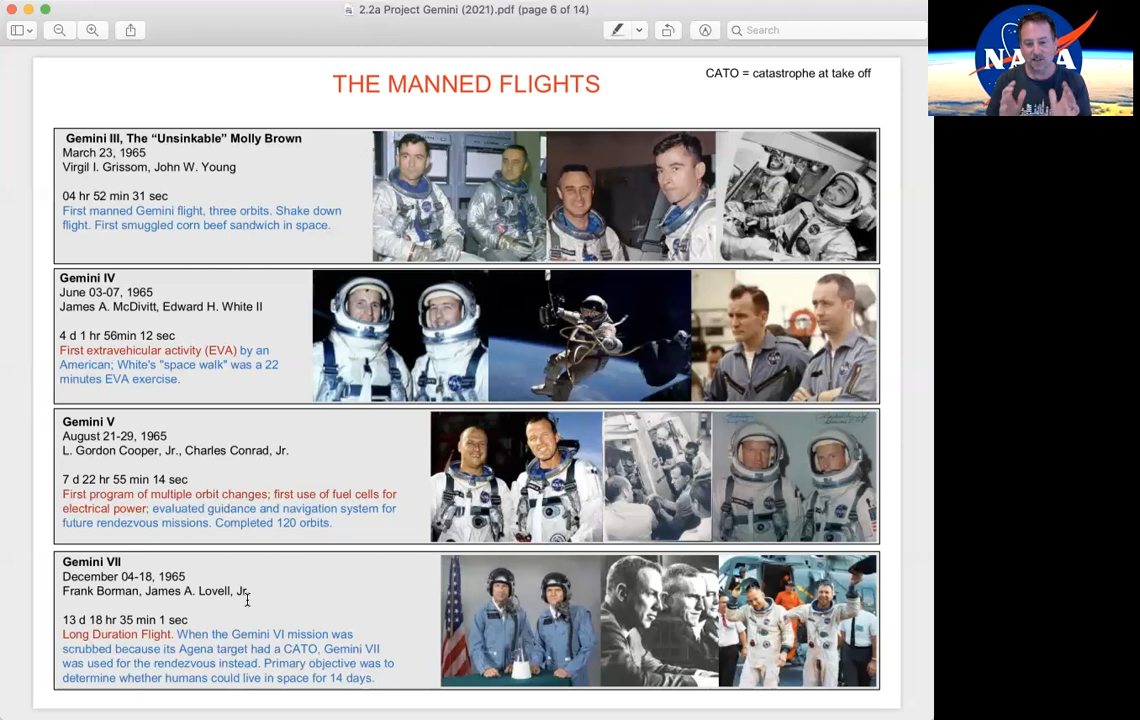 2.2a Project Gemini (2021).pdf (page 6 of 14)
Search
THE MANNED FLIGHTS
CATO = catastrophe at take off
Gemini III, The “Unsinkable” Molly Brown
March 23, 1965
Virgil I. Grissom, John W. Young
04 hr 52 min 31 sec
First manned Gemini flight, three orbits. Shake down
flight. First smuggled corn beef sandwich in space.
Gemini IV
June 03-07, 1965
James A. McDivitt, Edward H. White II
4 d 1 hr 56min 12 sec
First extravehicular activity (EVA) by an
American; White's "space walk" was a 22
minutes EVA exercise.
Gemini V
August 21-29, 1965
L. Gordon Cooper, Jr., Charles Conrad, Jr.
7 d 22 hr 55 min 14 sec
First program of multiple orbit changes; first use of fuel cells for
electrical power; evaluated guidance and navigation system for
future rendezvous missions. Completed 120 orbits.
Gemini VII
December 04-18, 1965
Frank Borman, James A. Lovell, Jr.
13 d 18 hr 35 min 1 sec
Long Duration Flight. When the Gemini VI mission was
scrubbed because its Agena target had a CATO, Gemini VII
was used for the rendezvous instead. Primary objective was to
determine whether humans could live in space for 14 days.